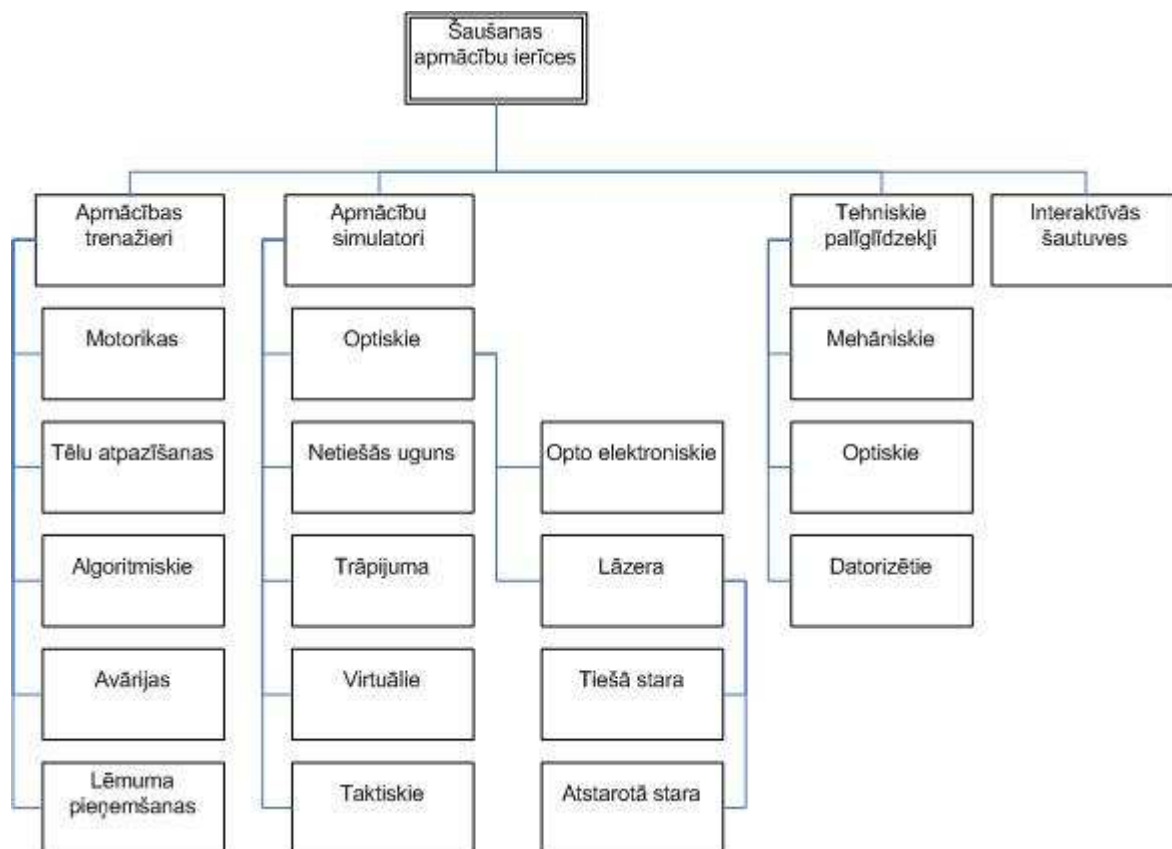 Šaušanas
apmācību ierīces
Apmācības
trenažieri
Apmācību
simulatori
Tehniskie
palīglīdzekļi
Interaktīvās
šautuves
Motorikas
Optiskie
Mehāniskie
Tēlu atpazīšanas
Netiešās uguns
Opto elektroniskie
Optiskie
Algoritmiskie
Trāpijuma
Lāzera
Datorizētie
Avārijas
Virtuālie
Tiešā stara
Lēmuma
pieņemšanas
Taktiskie
Atstarotā stara